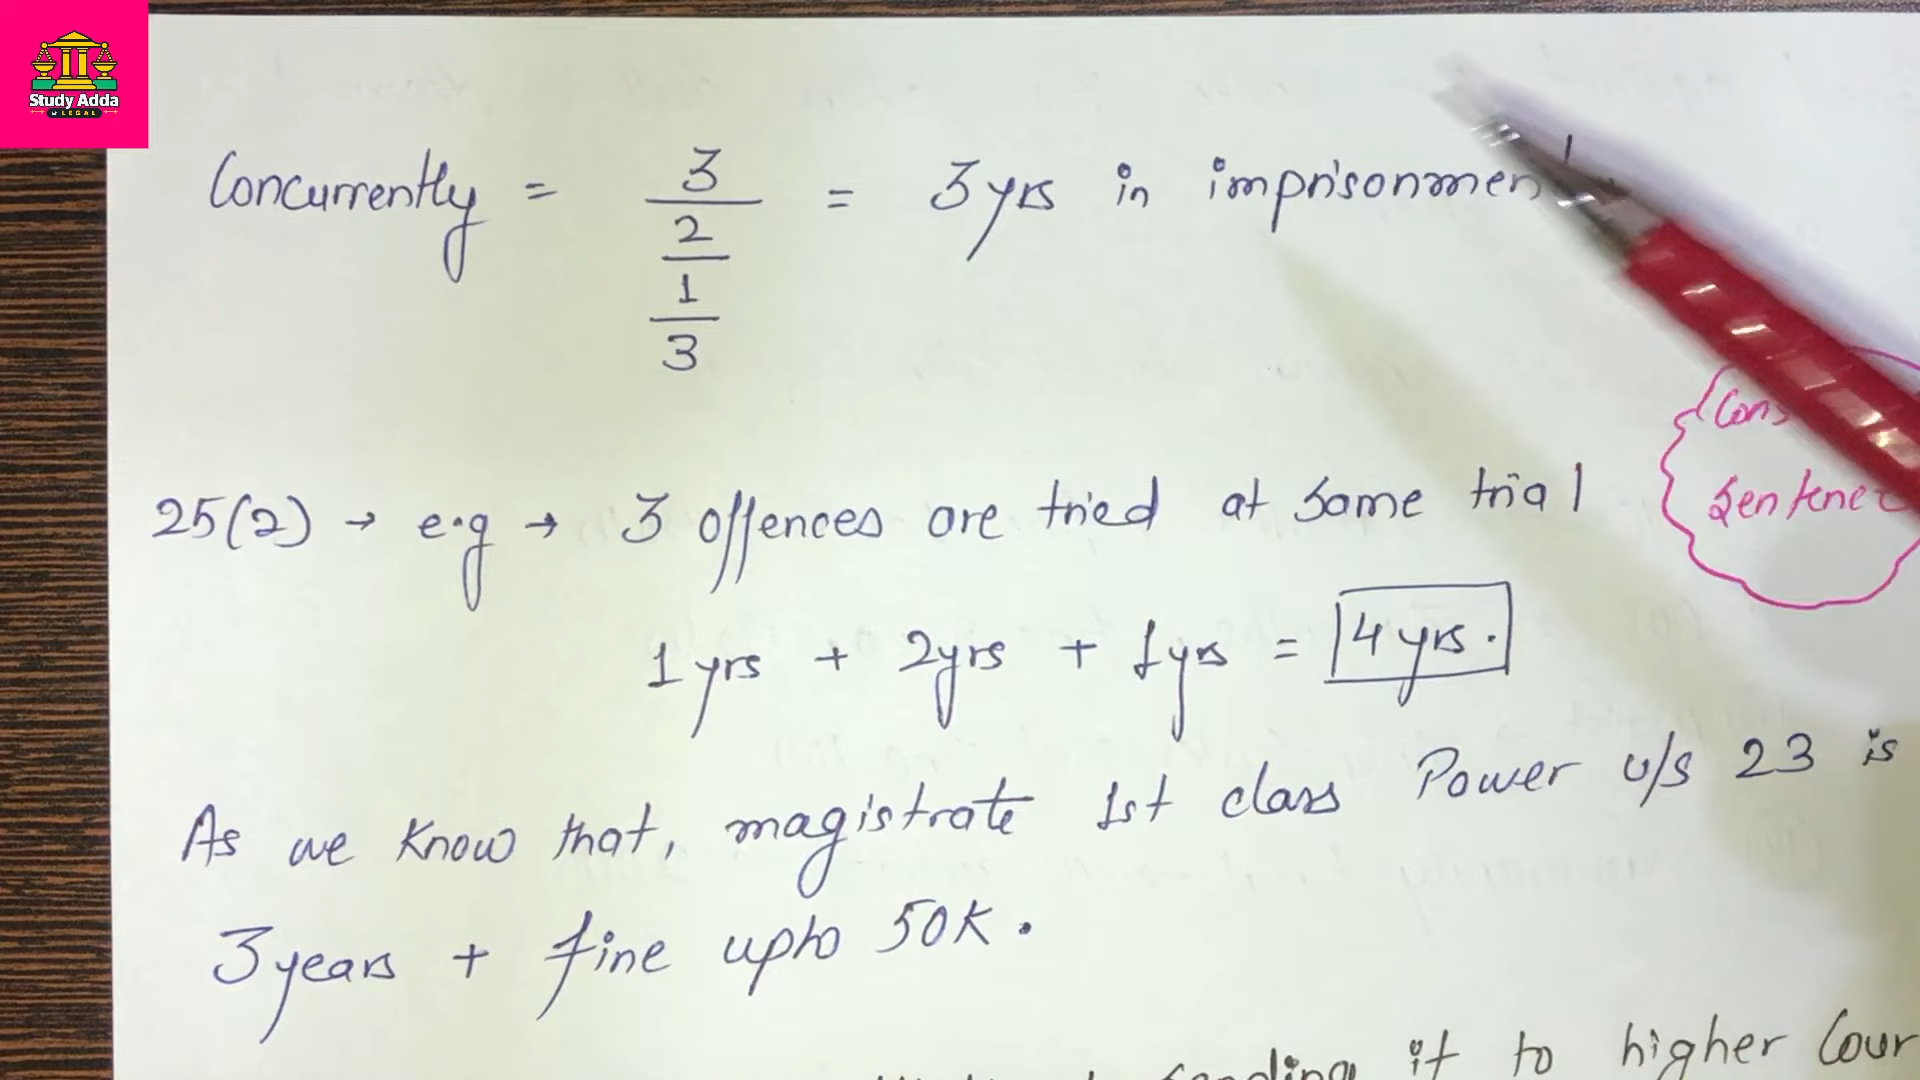 Study Adda
LEGAL
Concurrently = 3 = 3 yrs in imprisonment
2
1
3
25(2) → e.g → 3 offences are tried at same trial
Sentence
1 yrs + 2yrs + 1yrs = 4 yrs.
As we know that, magistrate 1st class Power u/s 23 is
3 years + fine upto 50K.
it to higher Cour